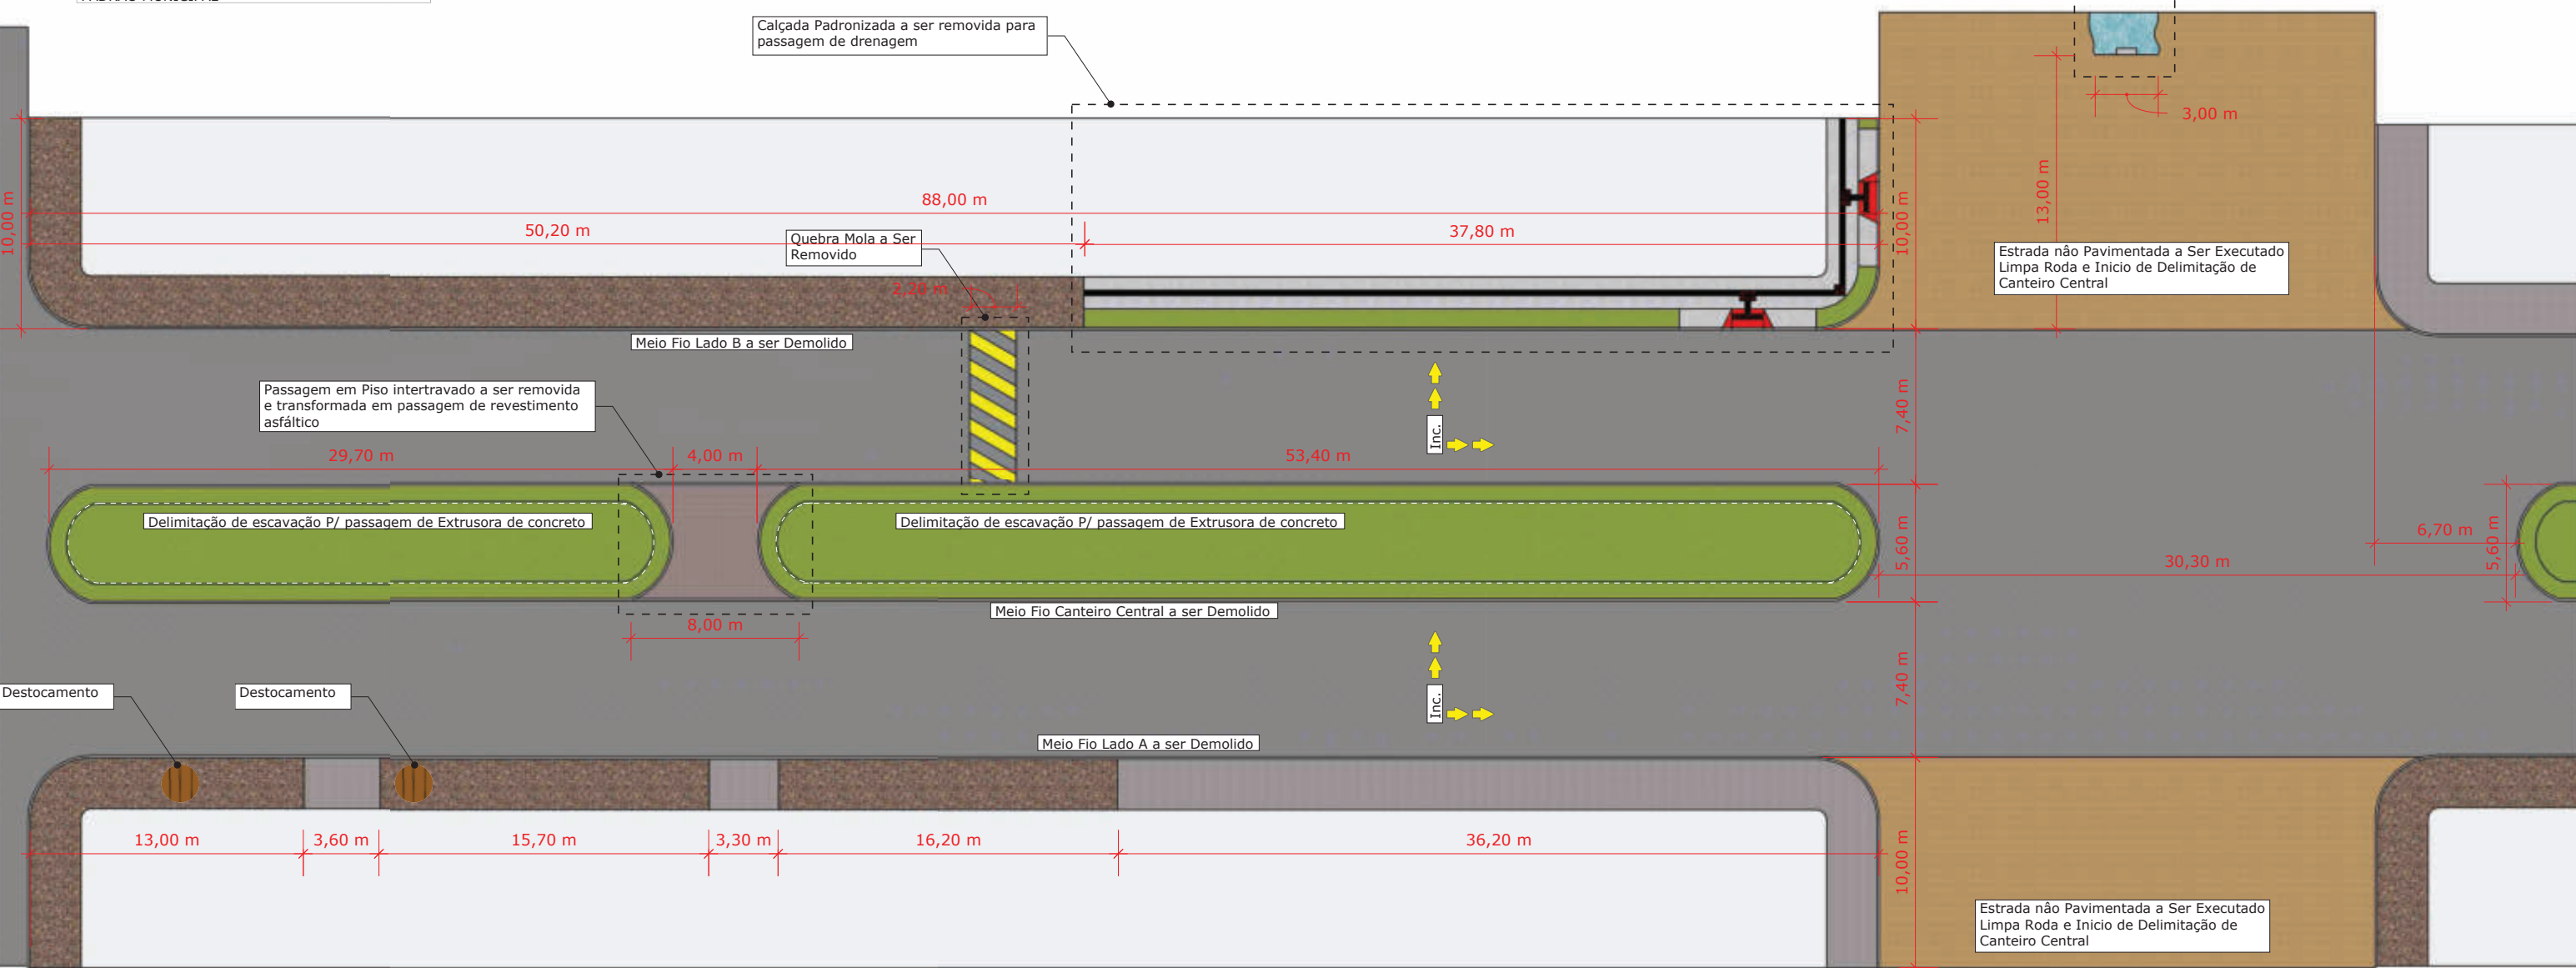 Calçada Padronizada a ser removida para
passagem de drenagem
3,00 m
10,00 m
88,00 m
50,20 m
37,80 m
10,00 m
13,00 m
Quebra Mola a Ser
Removido
2,20 m
Estrada nâo Pavimentada a Ser Executado
Limpa Roda e Inicio de Delimitação de
Canteiro Central
Meio Fio Lado B a ser Demolido
Passagem em Piso intertravado a ser removida
e transformada em passagem de revestimento
asfáltico
Inc.
7,40 m
29,70 m
4,00 m
53,40 m
Delimitação de escavação P/ passagem de Extrusora de concreto
Delimitação de escavação P/ passagem de Extrusora de concreto
5,60 m
6,70 m
5,60 m
30,30 m
Meio Fio Canteiro Central a ser Demolido
8,00 m
Destocamento
Destocamento
Inc.
7,40 m
Meio Fio Lado A a ser Demolido
13,00 m
3,60 m
15,70 m
3,30 m
16,20 m
36,20 m
10,00 m
Estrada nâo Pavimentada a Ser Executado
Limpa Roda e Inicio de Delimitação de
Canteiro Central